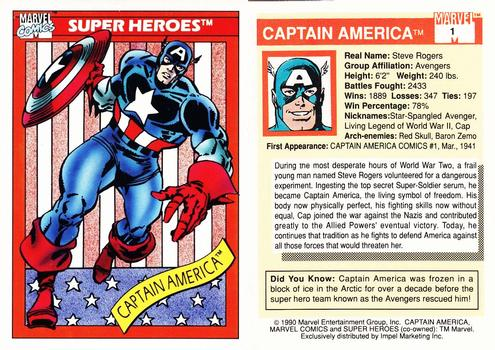 MARVEL
COMICS
SUPER HEROES™
CAPTAIN AMERICA™
CAPTAIN AMERICA™
MARVEL
1
Real Name: Steve Rogers
Group Affiliation: Avengers
Height: 6'2" Weight: 240 lbs.
Battles Fought: 2433
Wins: 1889 Losses: 347 Ties: 197
Win Percentage: 78%
Nicknames:Star-Spangled Avenger,
Living Legend of World War II, Cap
Arch-enemies: Red Skull, Baron Zemo
First Appearance: CAPTAIN AMERICA COMICS #1, Mar., 1941
During the most desperate hours of World War Two, a frail
young man named Steve Rogers volunteered for a dangerous
experiment. Ingesting the top secret Super-Soldier serum, he
became Captain America, the living symbol of freedom. His
body now physically perfect, his fighting skills now without
equal, Cap joined the war against the Nazis and contributed
greatly to the Allied Powers' eventual victory. Today, he
continues that tradition as he fights to defend America against
all those forces that would threaten her.
Did You Know: Captain America was frozen in
a block of ice in the Arctic for over a decade before the
super hero team known as the Avengers rescued him!
© 1990 Marvel Entertainment Group, Inc. CAPTAIN AMERICA,
MARVEL COMICS and SUPER HEROES (co-owned): TM Marvel.
Exclusively distributed by Impel Marketing Inc.